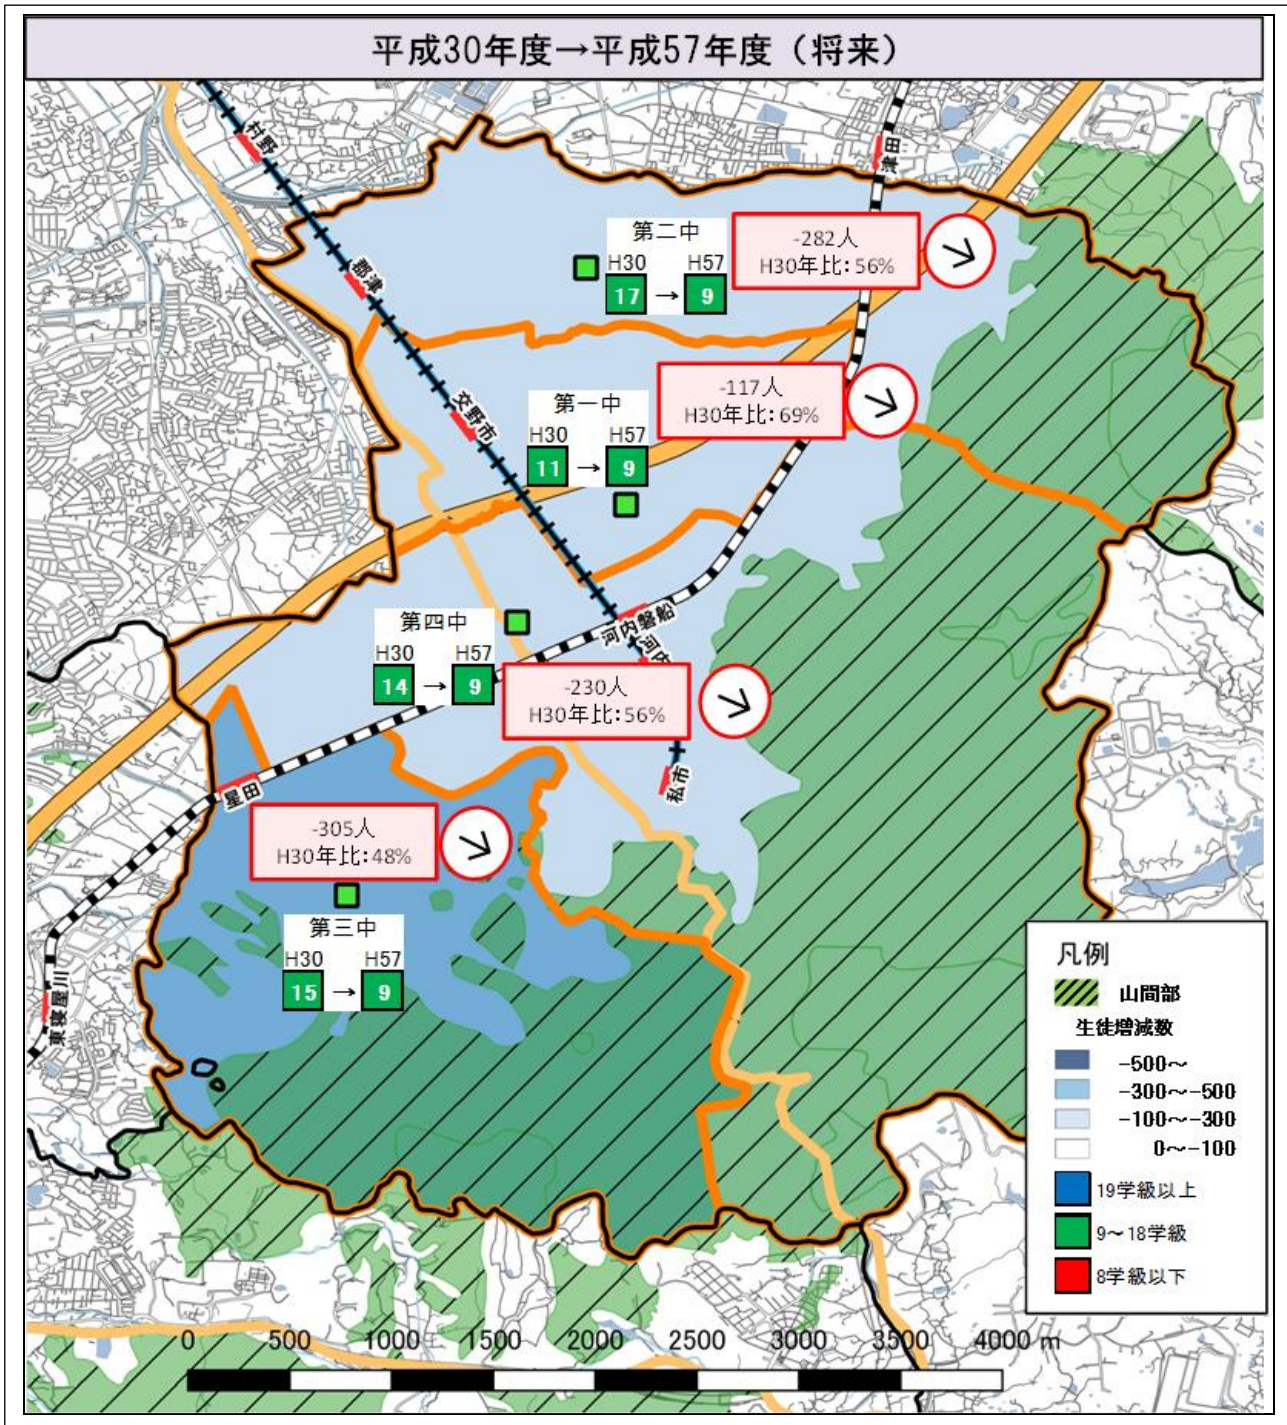 平成30年度→平成57年度（将来）
村野
津田
郡津
第二中
H30 H57
17 → 9
-282人
H30年比：56%
交野市
第一中
H30 H57
11 → 9
-117人
H30年比：69%
第四中
H30 H57
14 → 9
河内磐船
河内
-230人
H30年比：56%
私市
星田
-305人
H30年比：48%
第三中
H30 H57
15 → 9
東寝屋川
凡例
山間部
生徒増減数
-500～
-300～-500
-100～-300
0～-100
19学級以上
9～18学級
8学級以下
0 500 1000 1500 2000 2500 3000 3500 4000 m